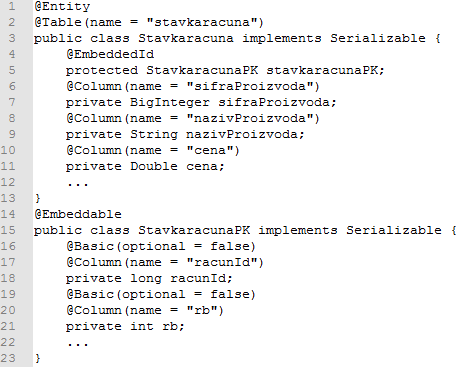 1 @Entity
2 @Table(name = "stavkaracuna")
3 public class Stavkaracuna implements Serializable {
4     @EmbeddedId
5     protected StavkaracunaPK stavkaracunaPK;
6     @Column(name = "sifraProizvoda")
7     private BigInteger sifraProizvoda;
8     @Column(name = "nazivProizvoda")
9     private String nazivProizvoda;
10     @Column(name = "cena")
11     private Double cena;
12     ...
13 }
14 @Embeddable
15 public class StavkaracunaPK implements Serializable {
16     @Basic(optional = false)
17     @Column(name = "racunId")
18     private long racunId;
19     @Basic(optional = false)
20     @Column(name = "rb")
21     private int rb;
22     ...
23 }